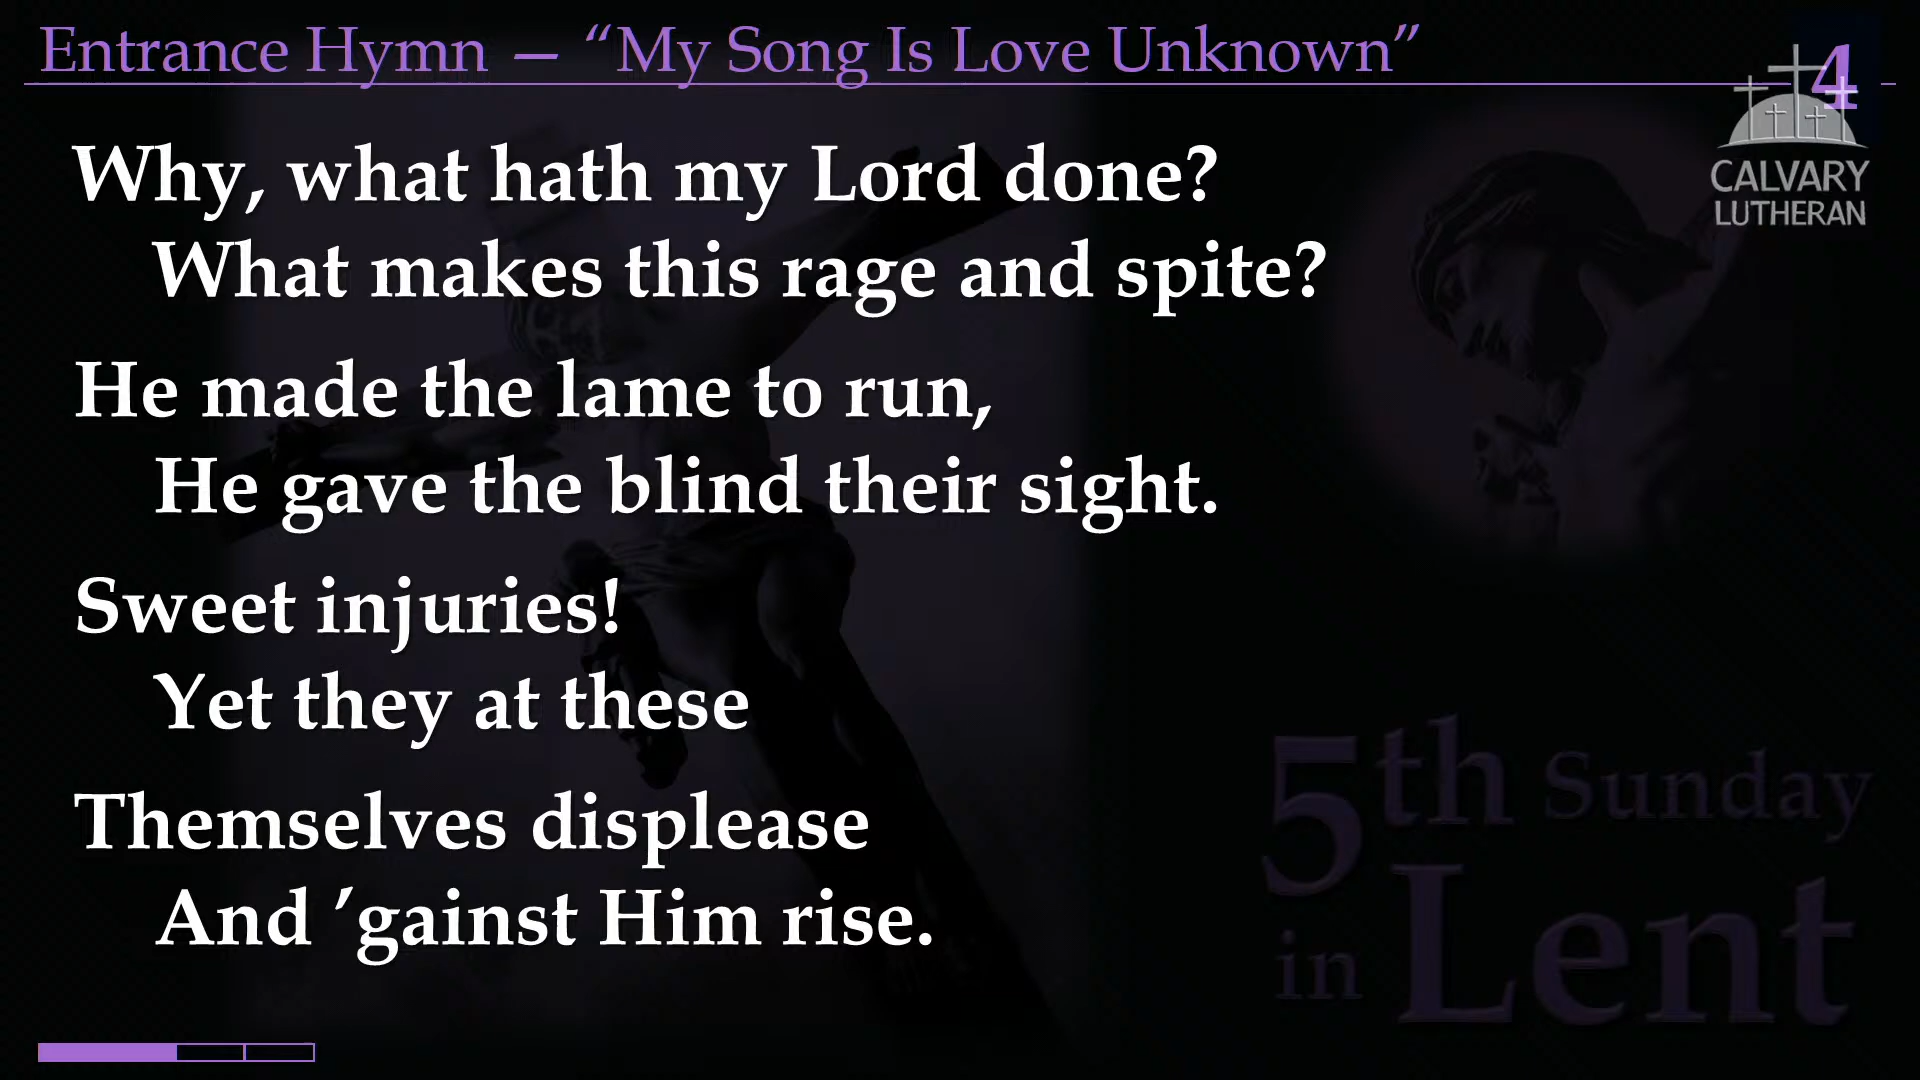 Entrance Hymn — “My Song Is Love Unknown”
4
CALVARY
LUTHERAN
Why, what hath my Lord done?
What makes this rage and spite?
He made the lame to run,
He gave the blind their sight.
Sweet injuries!
Yet they at these
Themselves displease
And ’gainst Him rise.
5th Sunday
in Lent